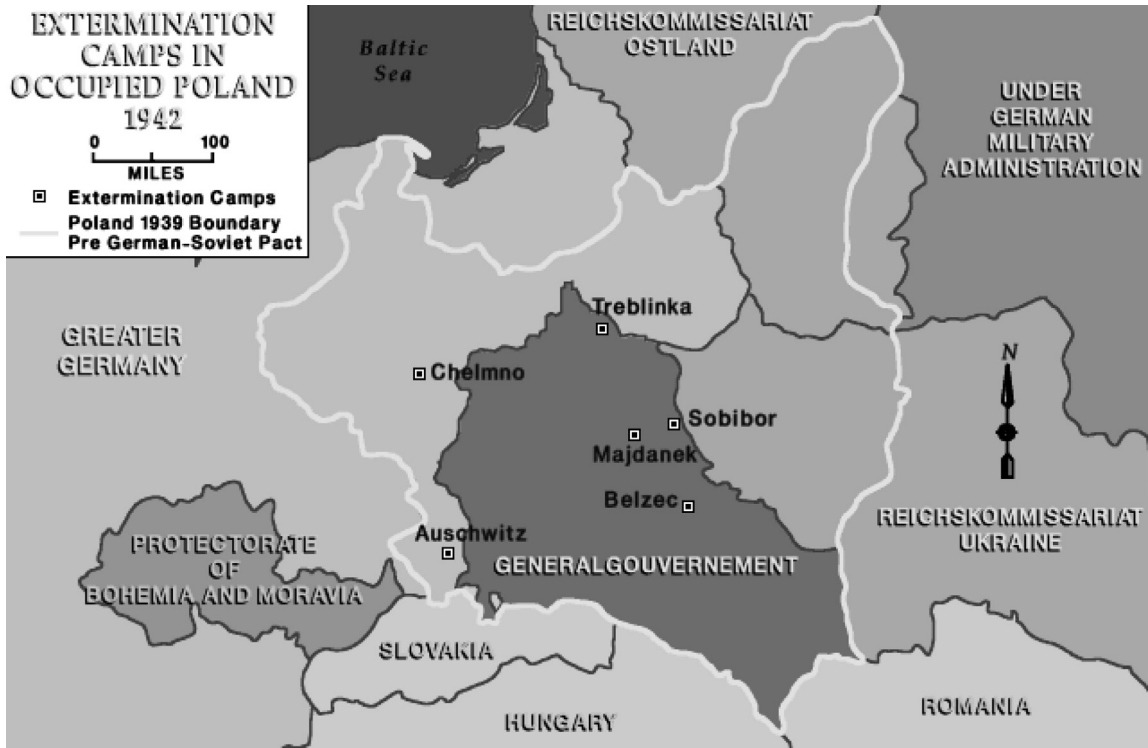 EXTERMINATION
CAMPS IN
OCCUPIED POLAND
1942
0 100
MILES
Extermination Camps
Poland 1939 Boundary
Pre German-Soviet Pact
Baltic
Sea
REICHSKOMMISSARIAT
OSTLAND
UNDER
GERMAN
MILITARY
ADMINISTRATION
GREATER
GERMANY
Treblinka
Chelmno
N
Sobibor
Majdanek
Belzec
Auschwitz
GENERALGOUVERNEMENT
REICHSKOMMISSARIAT
UKRAINE
PROTECTORATE
OF
BOHEMIA AND MORAVIA
SLOVAKIA
HUNGARY
ROMANIA